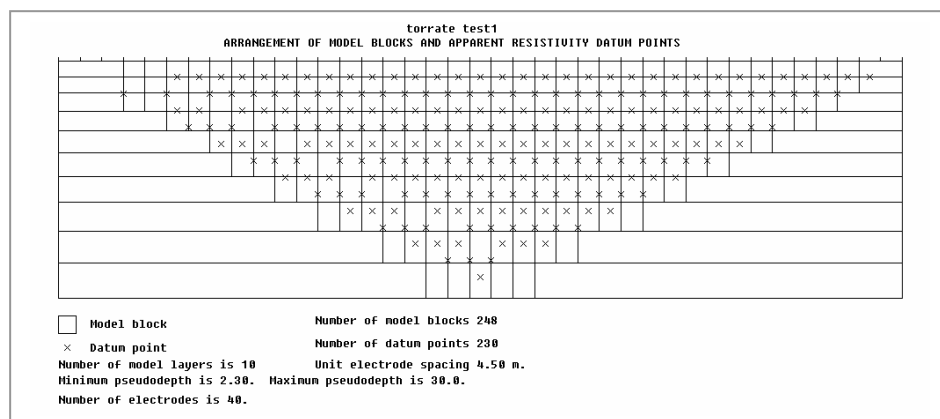 torrate test1
ARRANGEMENT OF MODEL BLOCKS AND APPARENT RESISTIVITY DATUM POINTS
Model block
Number of model blocks 248
Datum point
Number of datum points 230
Number of model layers is 10
Unit electrode spacing 4.50 m.
Minimum pseudodepth is 2.30. Maximum pseudodepth is 30.0.
Number of electrodes is 40.